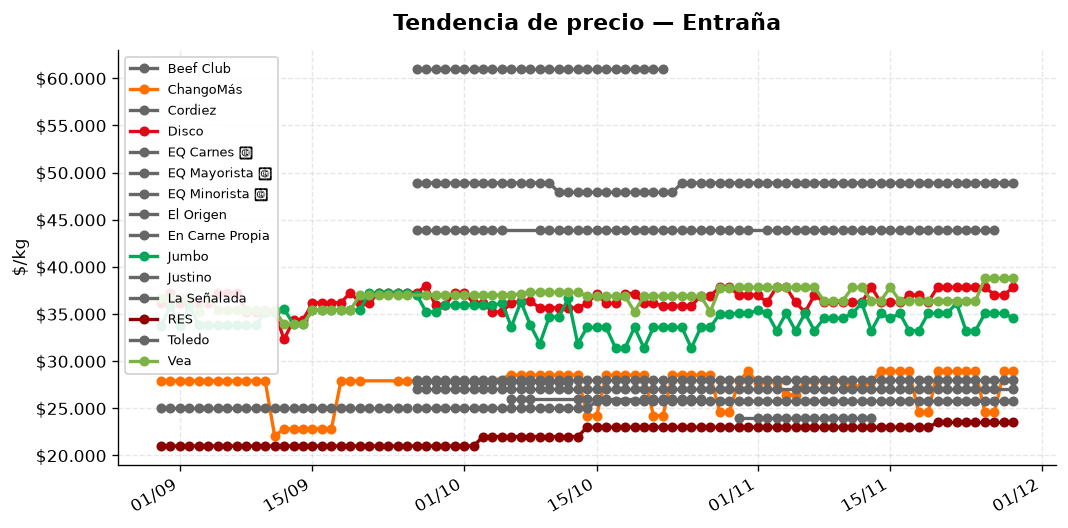 Tendencia de precio — Entraña
$/kg
$60.000
$55.000
$50.000
$45.000
$40.000
$35.000
$30.000
$25.000
$20.000
Beef Club
ChangoMás
Cordiez
Disco
EQ Carnes
EQ Mayorista
EQ Minorista
El Origen
En Carne Propia
Jumbo
Justino
La Señalada
RES
Toledo
Vea
01/09
15/09
01/10
15/10
01/11
15/11
01/12